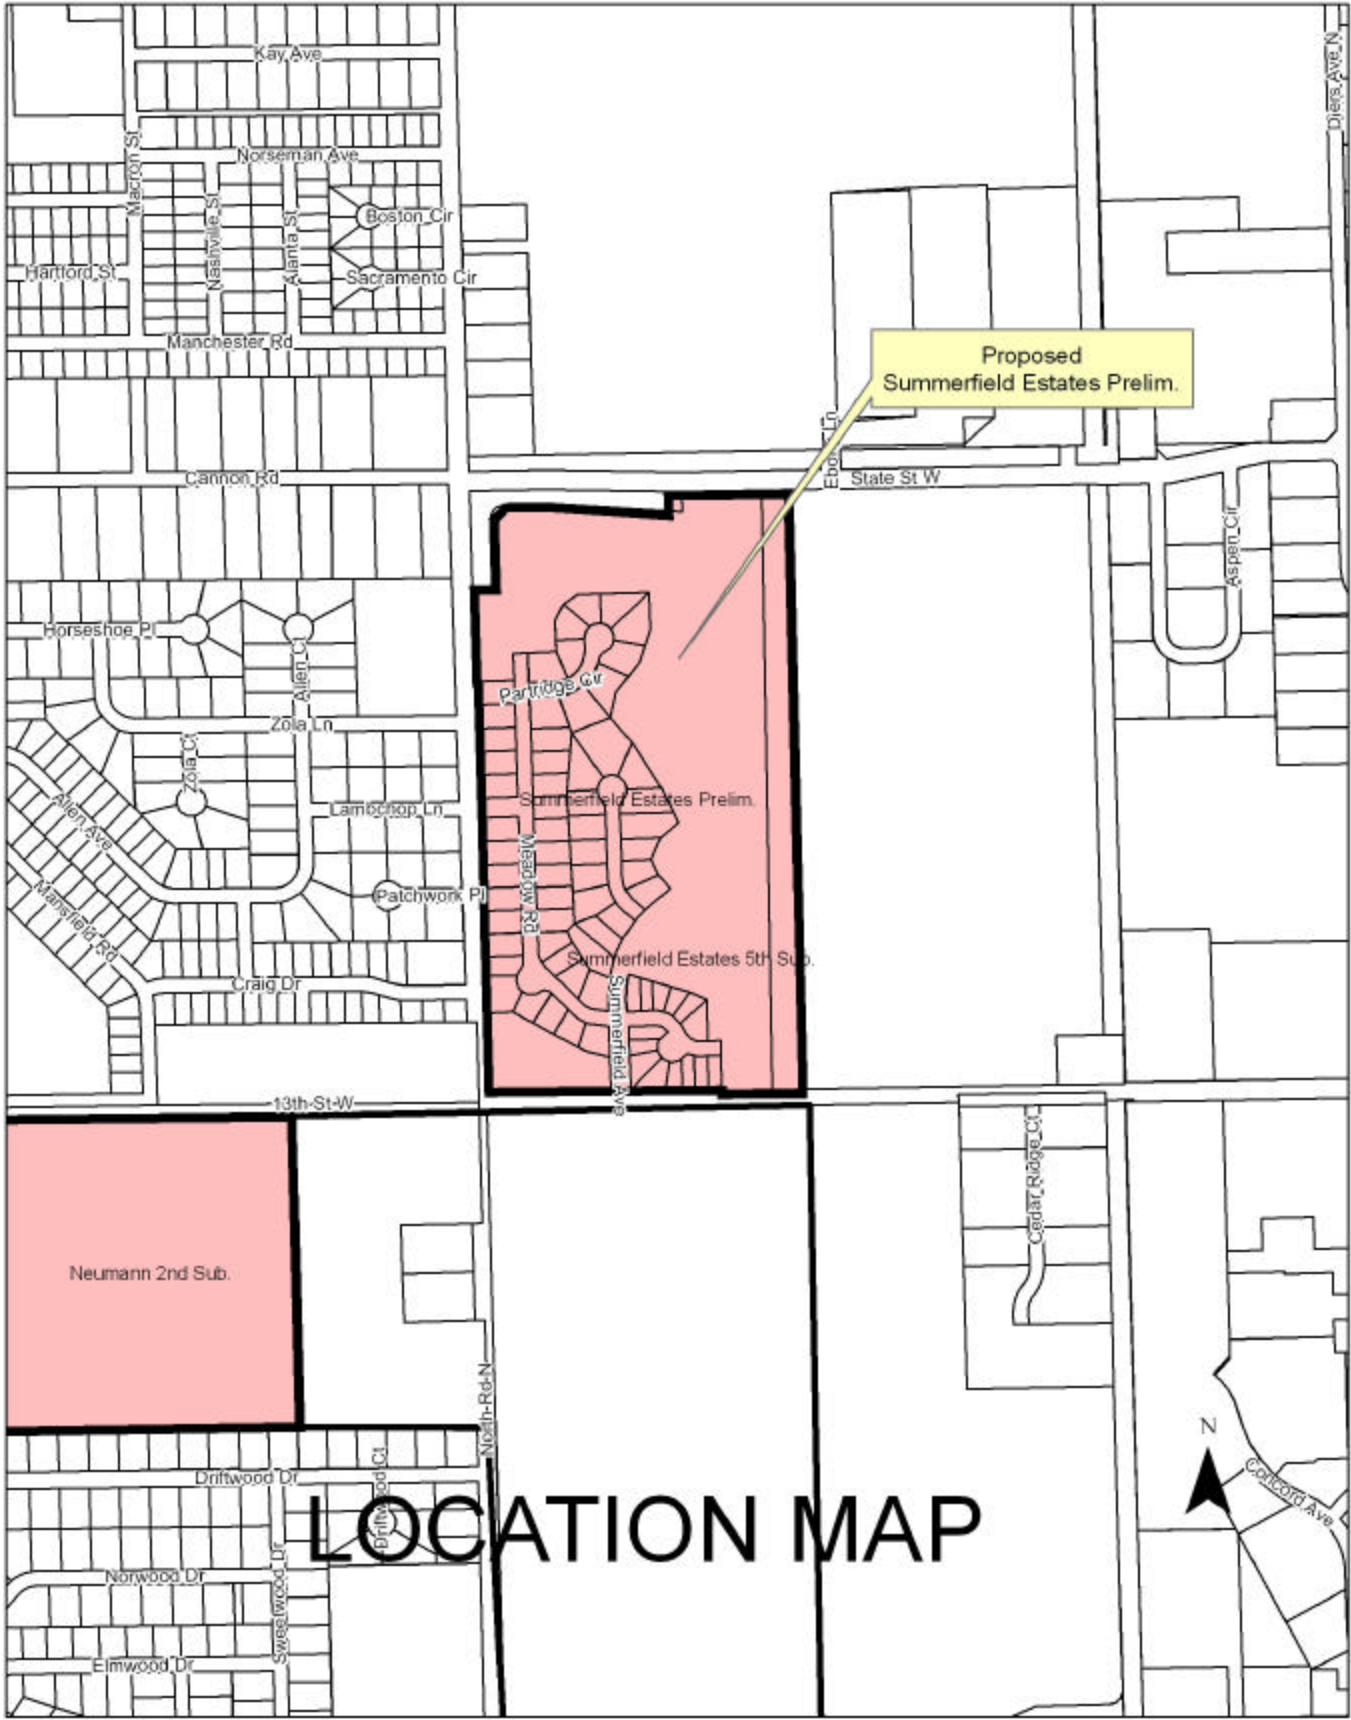 Kay Ave
Diers Ave N
Macron St
Norseman Ave
Nashville St
Atlanta St
Boston Cir
Hartford St
Sacramento Cir
Manchester Rd
Proposed
Summerfield Estates Prelim.
Cannon Rd
State St W
Aspen Cir
Horseshoe Pl
Allen Ct
Partridge Cir
Zola Ln
Zola Ct
Allen Ave
Lambchop Ln
Summerfield Estates Prelim.
Meadow Rd
Patchwork Pl
Mansfield Rd
Summerfield Estates 5th Sub.
Craig Dr
Summerfield Ave
13th St W
Cedar Ridge Ct
Neumann 2nd Sub.
North Rd N
N
Driftwood Dr
Driftwood Ct
Concord Ave
LOCATION MAP
Norwood Dr
Sweetwood Dr
Elmwood Dr